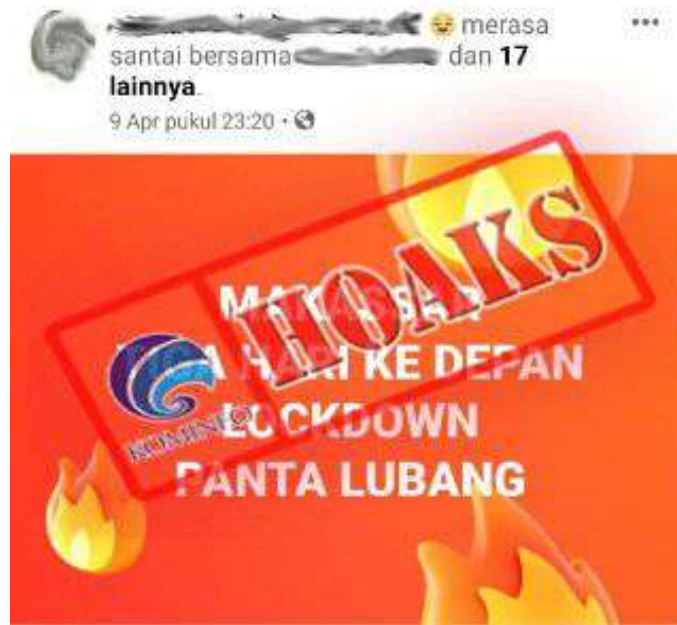 merasa
santai bersama dan 17
lainnya.
9 Apr pukul 23:20
HOAKS
HARI KE DEPAN
KOMINFO
LOCKDOWN
PANTA LUBANG